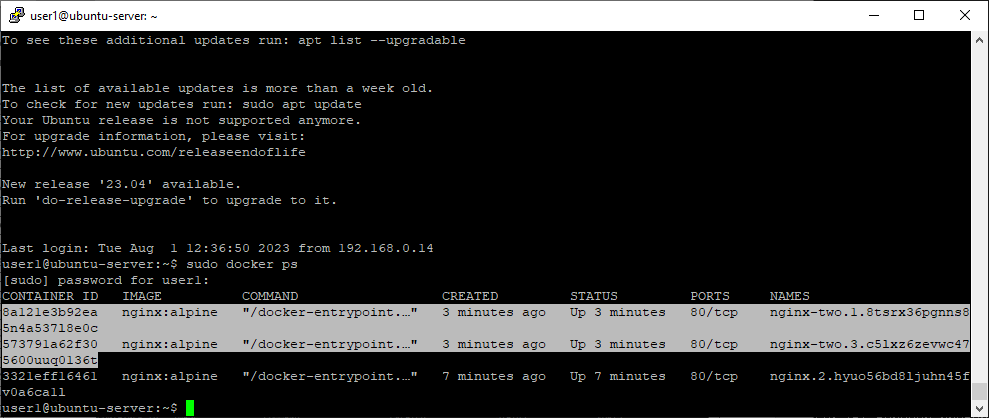 user1@ubuntu-server: ~
To see these additional updates run: apt list --upgradable
The list of available updates is more than a week old.
To check for new updates run: sudo apt update
Your Ubuntu release is not supported anymore.
For upgrade information, please visit:
http://www.ubuntu.com/releaseendoflife
New release '23.04' available.
Run 'do-release-upgrade' to upgrade to it.
Last login: Tue Aug  1 12:36:50 2023 from 192.168.0.14
user1@ubuntu-server:~$ sudo docker ps
[sudo] password for user1:
CONTAINER ID   IMAGE          COMMAND                  CREATED         STATUS         PORTS     NAMES
8a121e3b92ea   nginx:alpine   "/docker-entrypoint.…"   3 minutes ago   Up 3 minutes   80/tcp    nginx-two.1.8tsrx36pgnns8
5n4a53718e0c
573791a62f30   nginx:alpine   "/docker-entrypoint.…"   3 minutes ago   Up 3 minutes   80/tcp    nginx-two.3.c5lxz6zevwc47
5600uuq0l36t
3321eff16461   nginx:alpine   "/docker-entrypoint.…"   7 minutes ago   Up 7 minutes   80/tcp    nginx.2.hyuo56bd8ljuhn45f
v0a6call
user1@ubuntu-server:~$